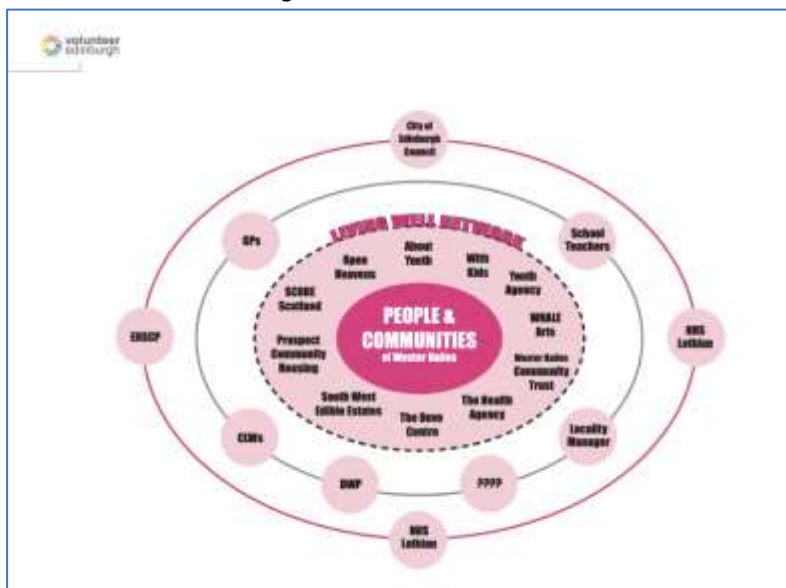 volunteer
edinburgh
City of
Edinburgh
Council
GPs
School
Teachers
LIVING WELL NETWORK
About
Youth
Open
Heavens
With
Kids
Youth
Agency
SCORE
Scotland
WHALE
Arts
PEOPLE &
COMMUNITIES
of Wester Hailes
EHSCP
NHS
Lothian
Prospect
Community
Housing
Wester Hailes
Community
Trust
South West
Edible Estates
The Health
Agency
The Dove
Centre
CLWs
Locality
Manager
DWP
????
NHS
Lothian